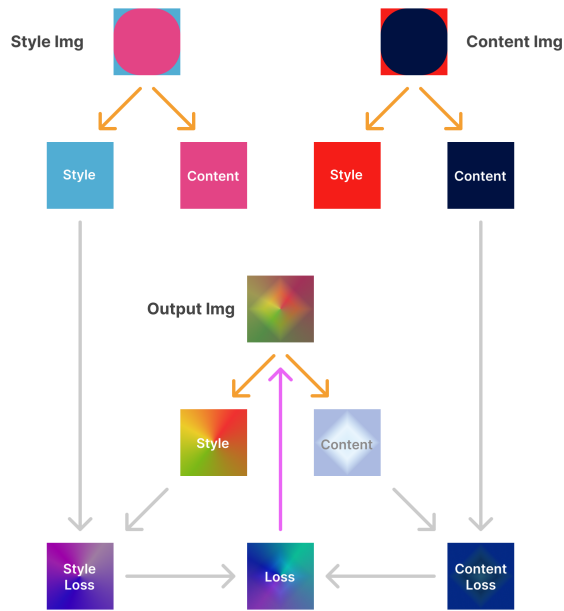 Style Img
Content Img
Style
Content
Style
Content
Output Img
Style
Content
Style
Loss
Loss
Content
Loss